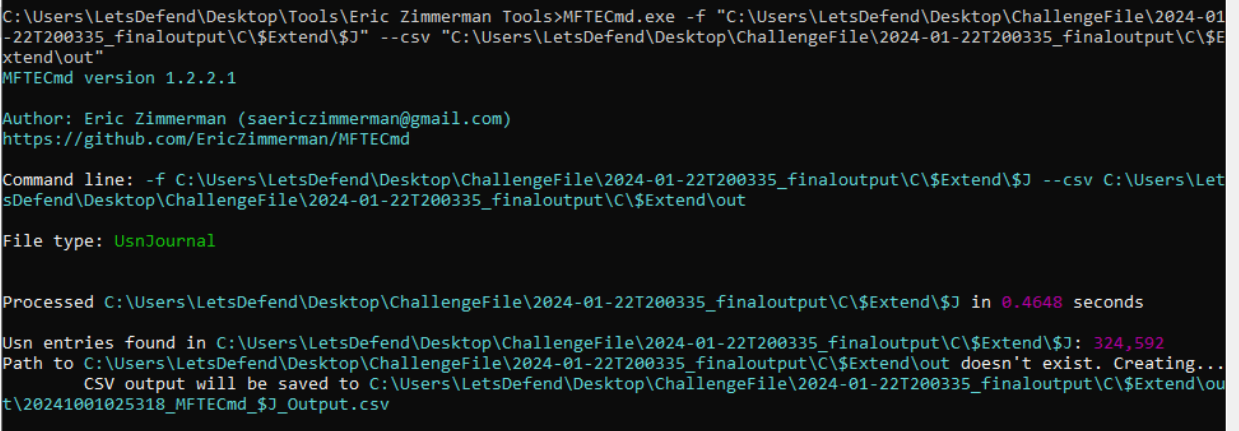 C:\Users\LetsDefend\Desktop\Tools\Eric Zimmerman Tools>MFTECmd.exe -f "C:\Users\LetsDefend\Desktop\ChallengeFile\2024-01
-22T200335_finaloutput\C\$Extend\$J" --csv "C:\Users\LetsDefend\Desktop\ChallengeFile\2024-01-22T200335_finaloutput\C\$E
xtend\out"
MFTECmd version 1.2.2.1
Author: Eric Zimmerman (saericzimmerman@gmail.com)
https://github.com/EricZimmerman/MFTECmd
Command line: -f C:\Users\LetsDefend\Desktop\ChallengeFile\2024-01-22T200335_finaloutput\C\$Extend\$J --csv C:\Users\Let
sDefend\Desktop\ChallengeFile\2024-01-22T200335_finaloutput\C\$Extend\out
File type: UsnJournal
Processed C:\Users\LetsDefend\Desktop\ChallengeFile\2024-01-22T200335_finaloutput\C\$Extend\$J in 0.4648 seconds
Usn entries found in C:\Users\LetsDefend\Desktop\ChallengeFile\2024-01-22T200335_finaloutput\C\$Extend\$J: 324,592
Path to C:\Users\LetsDefend\Desktop\ChallengeFile\2024-01-22T200335_finaloutput\C\$Extend\out doesn't exist. Creating...
CSV output will be saved to C:\Users\LetsDefend\Desktop\ChallengeFile\2024-01-22T200335_finaloutput\C\$Extend\ou
t\20241001025318_MFTECmd_$J_Output.csv